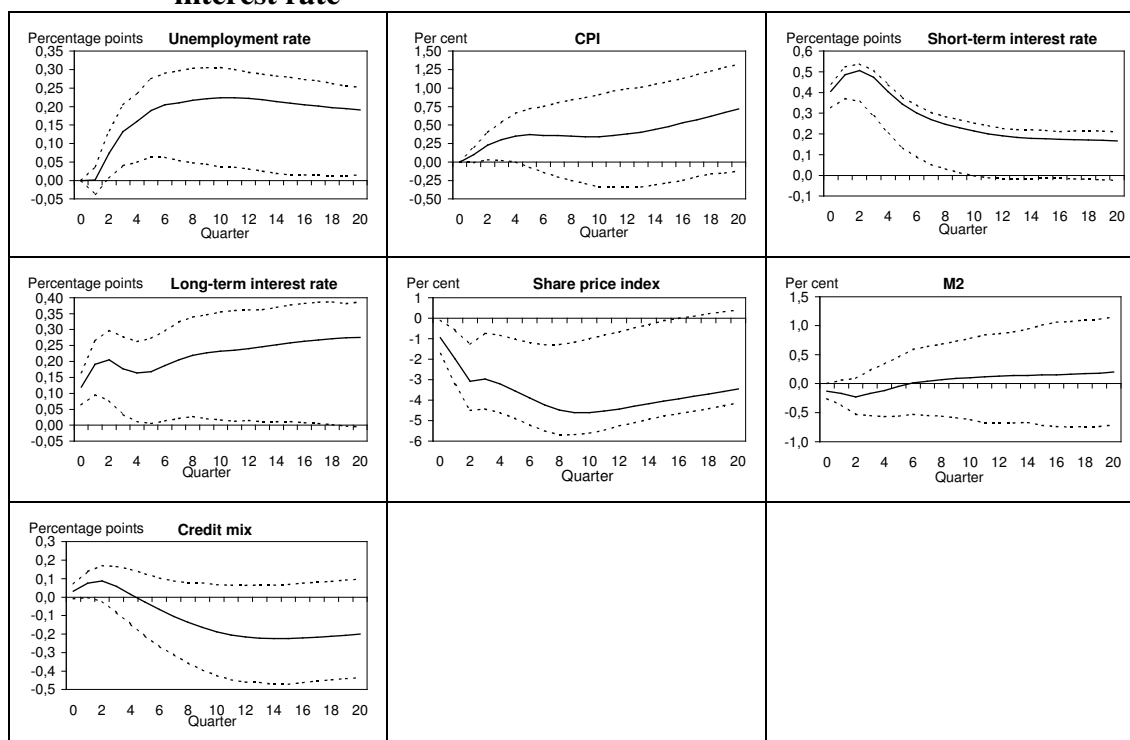 interest rate
Percentage points Unemployment rate
0,35
0,30
0,25
0,20
0,15
0,10
0,05
0,00
-0,05
0 2 4 6 8 10 12 14 16 18 20
Quarter
Per cent CPI
1,50
1,25
1,00
0,75
0,50
0,25
0,00
-0,25
-0,50
0 2 4 6 8 10 12 14 16 18 20
Quarter
Percentage points Short-term interest rate
0,6
0,5
0,4
0,3
0,2
0,1
0,0
-0,1
0 2 4 6 8 10 12 14 16 18 20
Quarter
Percentage points Long-term interest rate
0,40
0,35
0,30
0,25
0,20
0,15
0,10
0,05
0,00
-0,05
0 2 4 6 8 10 12 14 16 18 20
Quarter
Per cent Share price index
1
0
-1
-2
-3
-4
-5
-6
0 2 4 6 8 10 12 14 16 18 20
Quarter
Per cent M2
1,5
1,0
0,5
0,0
-0,5
-1,0
0 2 4 6 8 10 12 14 16 18 20
Quarter
Percentage points Credit mix
0,3
0,2
0,1
0,0
-0,1
-0,2
-0,3
-0,4
-0,5
0 2 4 6 8 10 12 14 16 18 20
Quarter